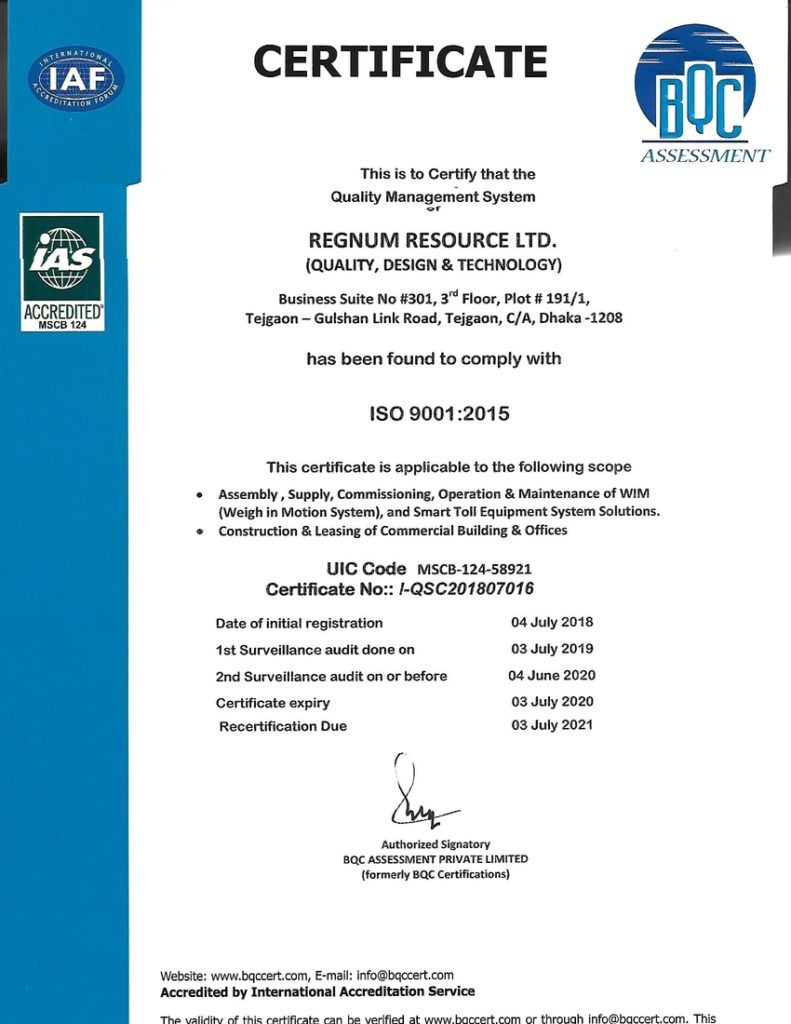 CERTIFICATE
INTERNATIONAL
IAF
ACCREDITATION FORUM
BQC
ASSESSMENT
This is to Certify that the
Quality Management System
of
IAS
ACCREDITED®
MSCB 124
REGNUM RESOURCE LTD.
(QUALITY, DESIGN & TECHNOLOGY)
Business Suite No #301, 3rd Floor, Plot # 191/1,
Tejgaon – Gulshan Link Road, Tejgaon, C/A, Dhaka -1208
has been found to comply with
ISO 9001:2015
This certificate is applicable to the following scope
• Assembly , Supply, Commissioning, Operation & Maintenance of WIM
(Weigh in Motion System), and Smart Toll Equipment System Solutions.
• Construction & Leasing of Commercial Building & Offices
UIC Code MSCB-124-58921
Certificate No:: I-QSC201807016
Date of initial registration 04 July 2018
1st Surveillance audit done on 03 July 2019
2nd Surveillance audit on or before 04 June 2020
Certificate expiry 03 July 2020
Recertification Due 03 July 2021
Authorized Signatory
BQC ASSESSMENT PRIVATE LIMITED
(formerly BQC Certifications)
Website: www.bqccert.com, E-mail: info@bqccert.com
Accredited by International Accreditation Service
The validity of this certificate can be verified at www.bqccert.com or through info@bqccert.com. This